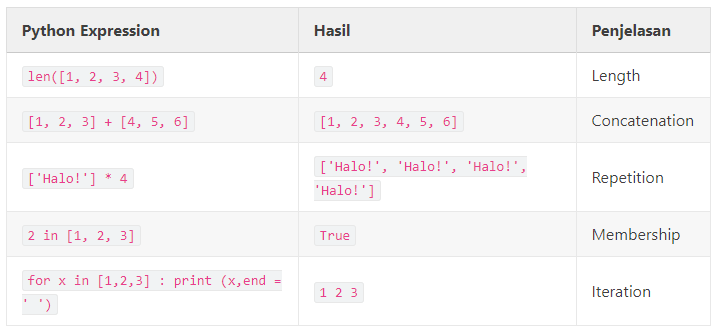 Python Expression Hasil Penjelasan
len([1, 2, 3, 4]) 4 Length
[1, 2, 3] + [4, 5, 6] [1, 2, 3, 4, 5, 6] Concatenation
['Halo!'] * 4 ['Halo!', 'Halo!', 'Halo!',
'Halo!'] Repetition
2 in [1, 2, 3] True Membership
for x in [1,2,3] : print (x,end =
' ') 1 2 3 Iteration